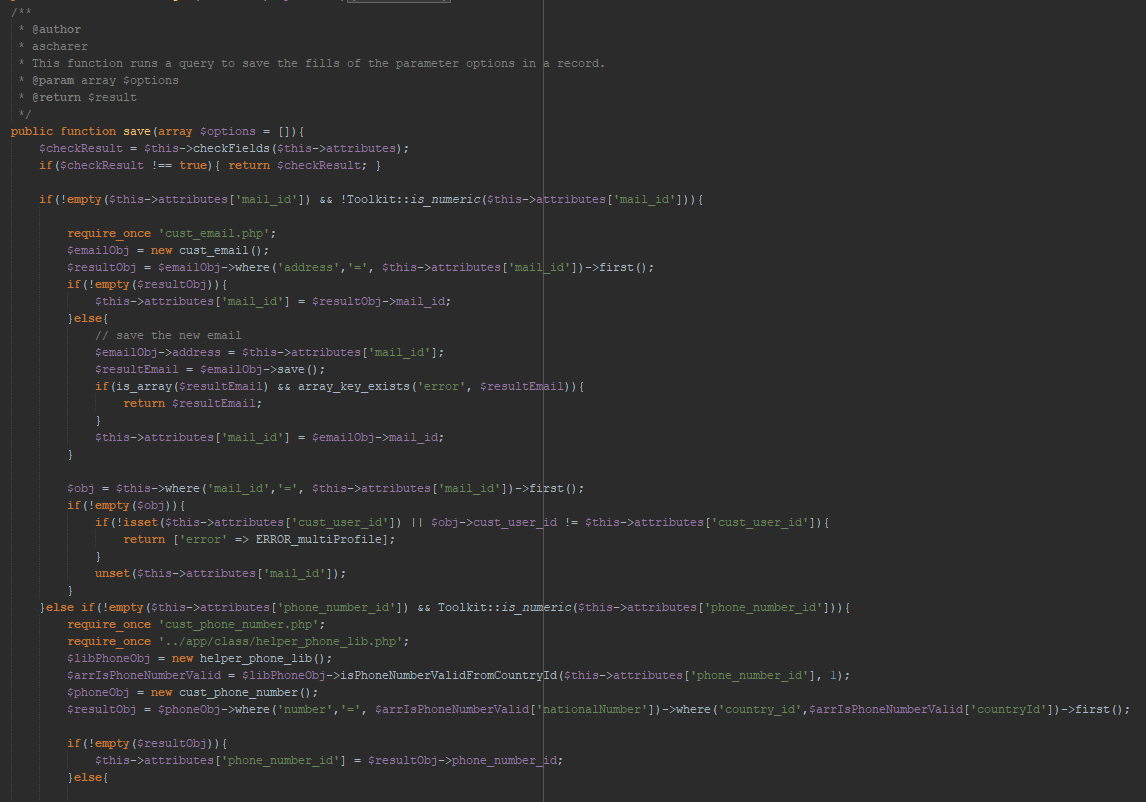 /**
 * @author
 * ascharer
 * This function runs a query to save the fills of the parameter options in a record.
 * @param array $options
 * @return $result
 */
public function save(array $options = []){
    $checkResult = $this->checkFields($this->attributes);
    if($checkResult !== true){ return $checkResult; }

    if(!empty($this->attributes['mail_id']) && !Toolkit::is_numeric($this->attributes['mail_id'])){

        require_once 'cust_email.php';
        $emailObj = new cust_email();
        $resultObj = $emailObj->where('address','=', $this->attributes['mail_id'])->first();
        if(!empty($resultObj)){
            $this->attributes['mail_id'] = $resultObj->mail_id;
        }else{
            // save the new email
            $emailObj->address = $this->attributes['mail_id'];
            $resultEmail = $emailObj->save();
            if(is_array($resultEmail) && array_key_exists('error', $resultEmail)){
                return $resultEmail;
            }
            $this->attributes['mail_id'] = $emailObj->mail_id;
        }

        $obj = $this->where('mail_id','=', $this->attributes['mail_id'])->first();
        if(!empty($obj)){
            if(!isset($this->attributes['cust_user_id']) || $obj->cust_user_id != $this->attributes['cust_user_id']){
                return ['error' => ERROR_multiProfile];
            }
            unset($this->attributes['mail_id']);
        }
    }else if(!empty($this->attributes['phone_number_id']) && Toolkit::is_numeric($this->attributes['phone_number_id'])){
        require_once 'cust_phone_number.php';
        require_once '../app/class/helper_phone_lib.php';
        $libPhoneObj = new helper_phone_lib();
        $arrIsPhoneNumberValid = $libPhoneObj->isPhoneNumberValidFromCountryId($this->attributes['phone_number_id'], 1);
        $phoneObj = new cust_phone_number();
        $resultObj = $phoneObj->where('number','=', $arrIsPhoneNumberValid['nationalNumber'])->where('country_id',$arrIsPhoneNumberValid['countryId'])->first();

        if(!empty($resultObj)){
            $this->attributes['phone_number_id'] = $resultObj->phone_number_id;
        }else{